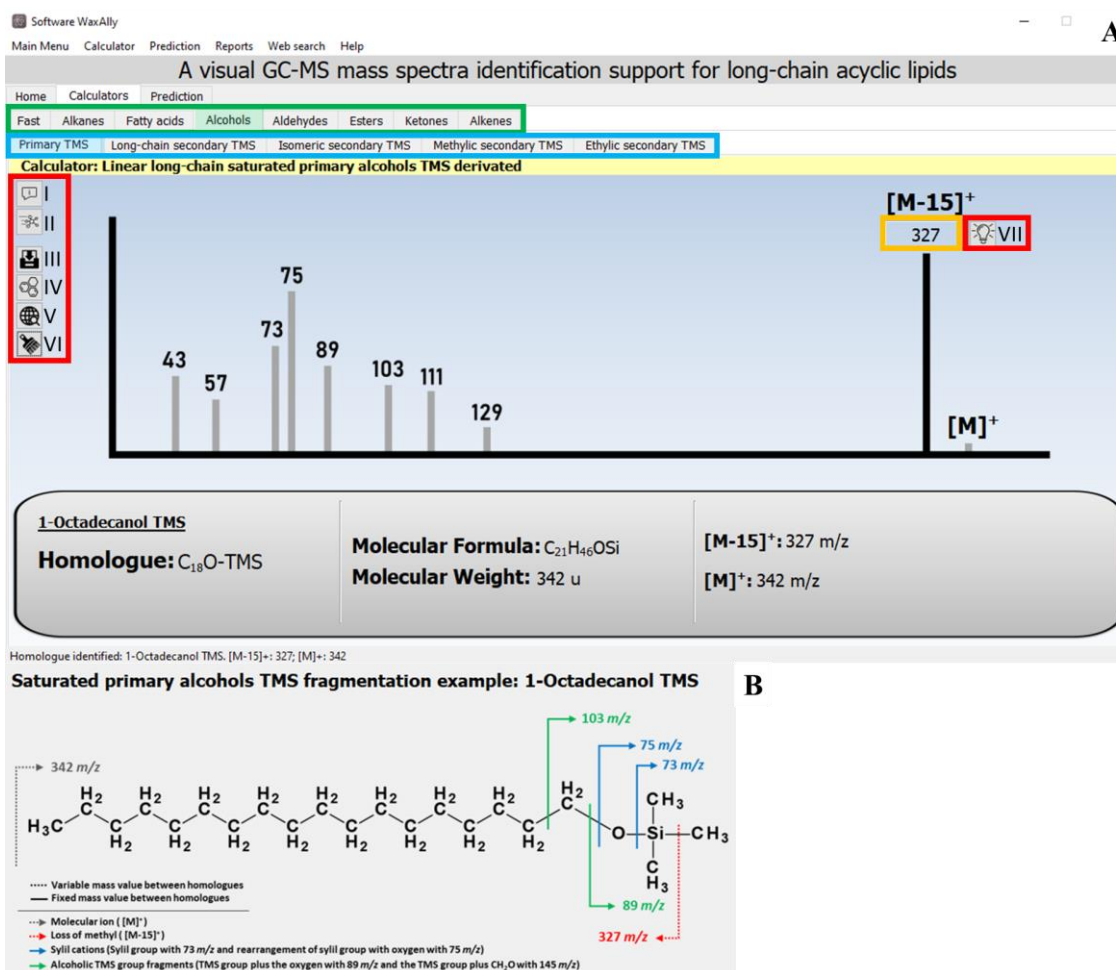 Software WaxAlly
A
Main Menu Calculator Prediction Reports Web search Help
A visual GC-MS mass spectra identification support for long-chain acyclic lipids
Home Calculators Prediction
Fast Alkanes Fatty acids Alcohols Aldehydes Esters Ketones Alkenes
Primary TMS Long-chain secondary TMS Isomeric secondary TMS Methylic secondary TMS Ethylic secondary TMS
Calculator: Linear long-chain saturated primary alcohols TMS derivated
I
II
III
IV
V
VI
[M-15]⁺
327 VII
75
73
89
43
57
103
111
129
[M]⁺
1-Octadecanol TMS
Homologue: C₁₈O-TMS
Molecular Formula: C₂₁H₄₆OSi
Molecular Weight: 342 u
[M-15]⁺: 327 m/z
[M]⁺: 342 m/z
Homologue identified: 1-Octadecanol TMS. [M-15]+: 327; [M]+: 342
Saturated primary alcohols TMS fragmentation example: 1-Octadecanol TMS
B
103 m/z
75 m/z
73 m/z
342 m/z
H₂ H₂ H₂ H₂ H₂ H₂ H₂ H₂ H₂ CH₃
C C C C C C C C C
H₃C C C C C C C C C O Si CH₃
H₂ H₂ H₂ H₂ H₂ H₂ H₂ H₂ C
H₃
89 m/z
327 m/z
Variable mass value between homologues
Fixed mass value between homologues
Molecular ion ( [M]⁺)
Loss of methyl ( [M-15]⁺)
Sylil cations (Sylil group with 73 m/z and rearrangement of sylil group with oxygen with 75 m/z)
Alcoholic TMS group fragments (TMS group plus the oxygen with 89 m/z and the TMS group plus CH₂O with 145 m/z)